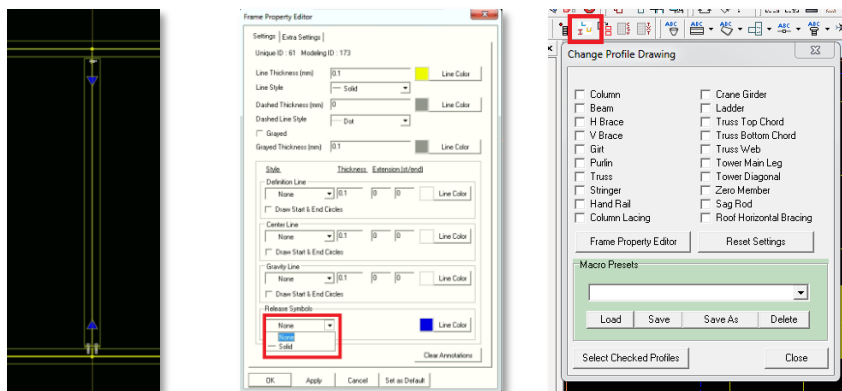 Frame Property Editor
Settings Extra Settings
Unique ID : 61 Modeling ID : 173
Line Thickness (mm) 0.1 Line Color
Line Style Solid
Dashed Thickness (mm) 0 Line Color
Dashed Line Style Dot
Grayed
Grayed Thickness (mm) 0.1 Line Color
Style Thickness Extension (st/end)
Definition Line
None 0.1 0 0 Line Color
Draw Start & End Circles
Center Line
None 0.1 0 0 Line Color
Draw Start & End Circles
Gravity Line
None 0.1 0 0 Line Color
Draw Start & End Circles
Release Symbols
None Line Color
None
Solid
Clear Annotations
OK Apply Cancel Set as Default
ABC ABC ABC ABC ABC
Change Profile Drawing
Column
Beam
H Brace
V Brace
Girt
Purlin
Truss
Stringer
Hand Rail
Column Lacing
Crane Girder
Ladder
Truss Top Chord
Truss Bottom Chord
Truss Web
Tower Main Leg
Tower Diagonal
Zero Member
Sag Rod
Roof Horizontal Bracing
Frame Property Editor Reset Settings
Macro Presets
Load Save Save As Delete
Select Checked Profiles Close